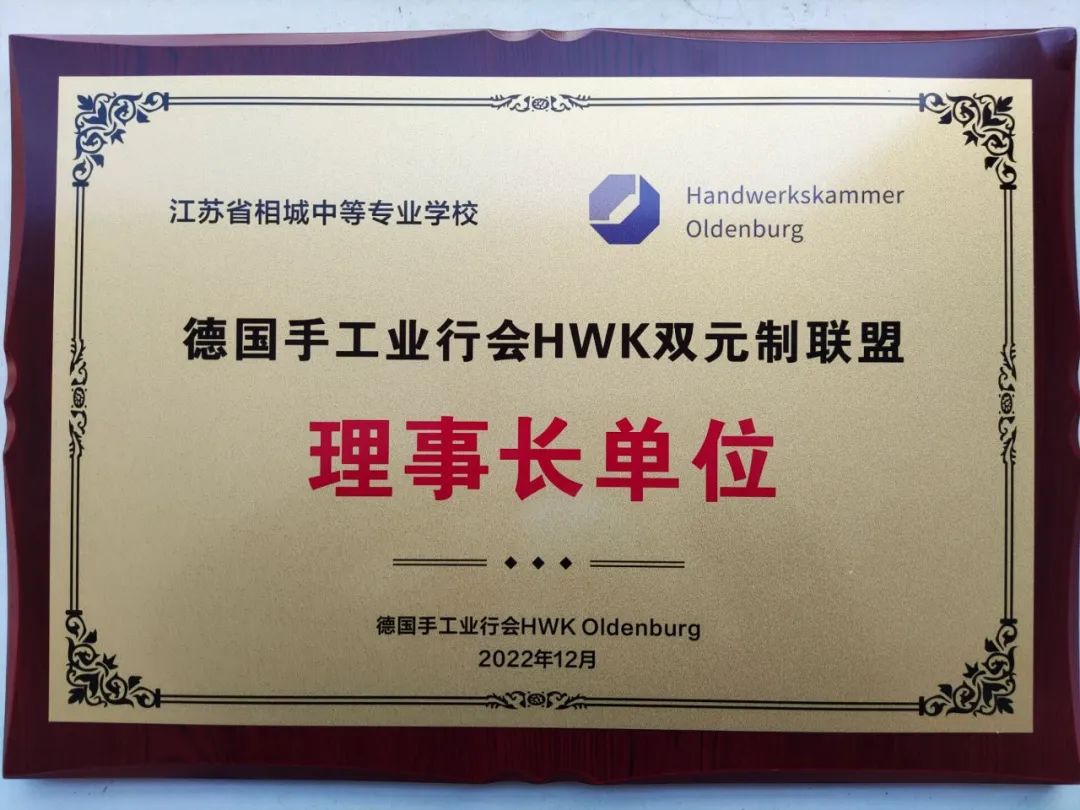 江苏省相城中等专业学校
Handwerkskammer
Oldenburg
德国手工业行会HWK双元制联盟
理事长单位
德国手工业行会HWK Oldenburg
2022年12月